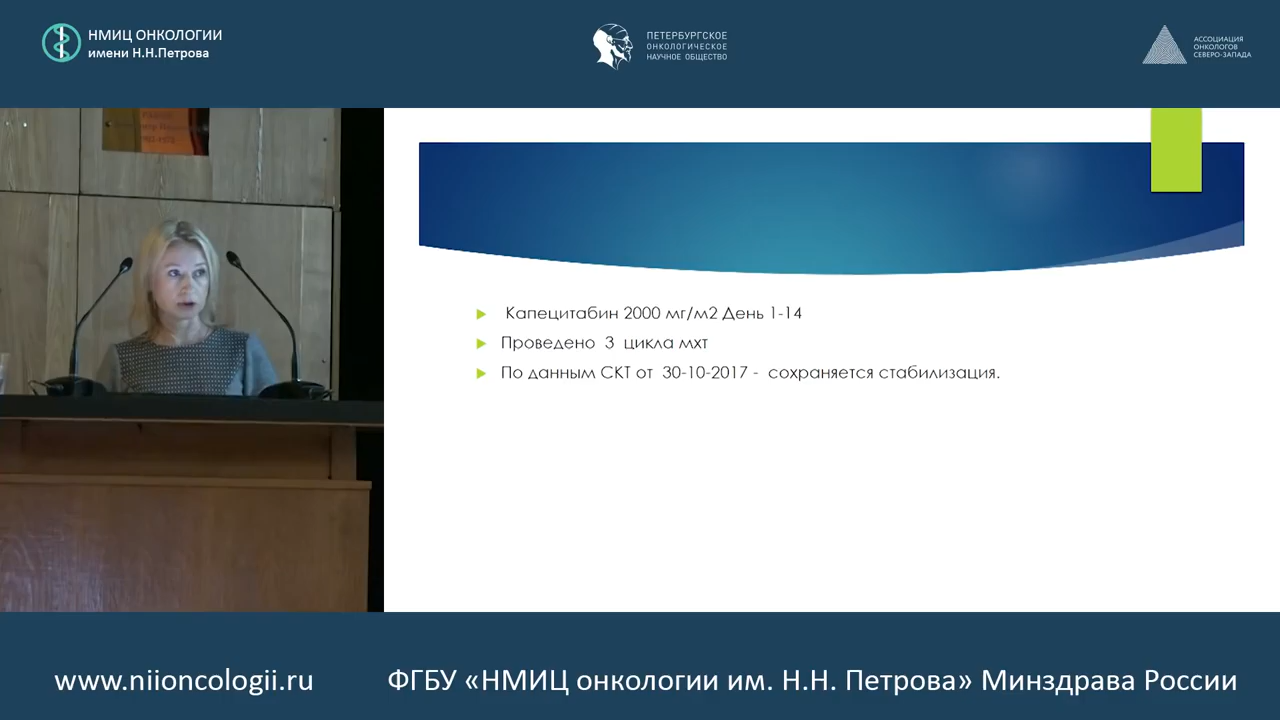 НМИЦ ОНКОЛОГИИ
имени Н.Н.Петрова
ПЕТЕРБУРГСКОЕ
ОНКОЛОГИЧЕСКОЕ
НАУЧНОЕ ОБЩЕСТВО
АССОЦИАЦИЯ
ОНКОЛОГОВ
СЕВЕРО-ЗАПАДА
Капецитабин 2000 мг/м2 День 1-14
Проведено 3 цикла мхт
По данным СКТ от 30-10-2017 - сохраняется стабилизация.
www.niioncologii.ru
ФГБУ «НМИЦ онкологии им. Н.Н. Петрова» Минздрава России